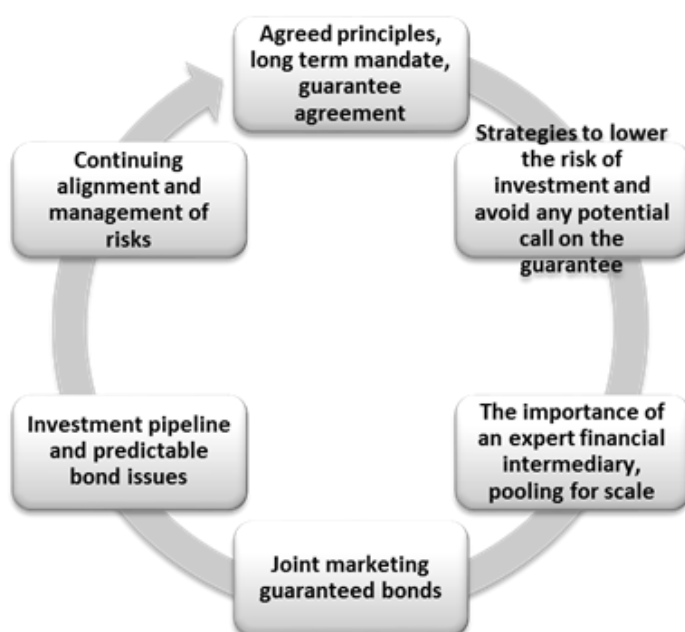 Agreed principles,
long term mandate,
guarantee
agreement
Strategies to lower
the risk of
investment and
avoid any potential
call on the
guarantee
The importance of
an expert financial
intermediary,
pooling for scale
Joint marketing
guaranteed bonds
Investment pipeline
and predictable
bond issues
Continuing
alignment and
management of
risks